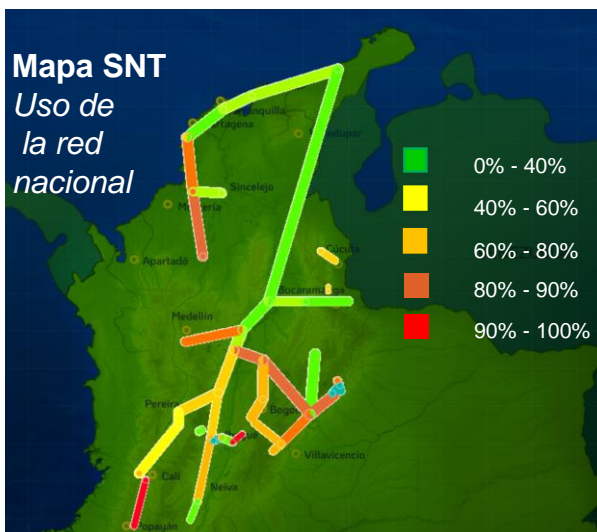 Mapa SNT
Uso de
la red
nacional
Sincelejo
Apartadó
Cúcuta
Bucaramanga
Medellín
Pereira
Villavicencio
Cali
Neiva
Popayán
0% - 40%
40% - 60%
60% - 80%
80% - 90%
90% - 100%